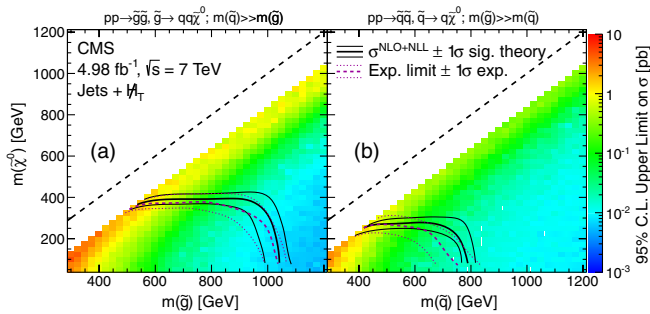 pp→g̃g̃, g̃→ qqχ̃⁰; m(q̃)>>m(g̃)
pp→q̃q̃, q̃→ qχ̃⁰; m(g̃)>>m(q̃)
CMS
4.98 fb⁻¹, √s = 7 TeV
Jets + H̸_T
σ^NLO+NLL ± 1σ sig. theory
Exp. limit ± 1σ exp.
(a)
(b)
m(χ̃⁰) [GeV]
1200
1000
800
600
400
200
400 600 800 1000
400 600 800 1000 1200
m(g̃) [GeV]
m(q̃) [GeV]
10
1
10⁻¹
10⁻²
10⁻³
95% C.L. Upper Limit on σ [pb]